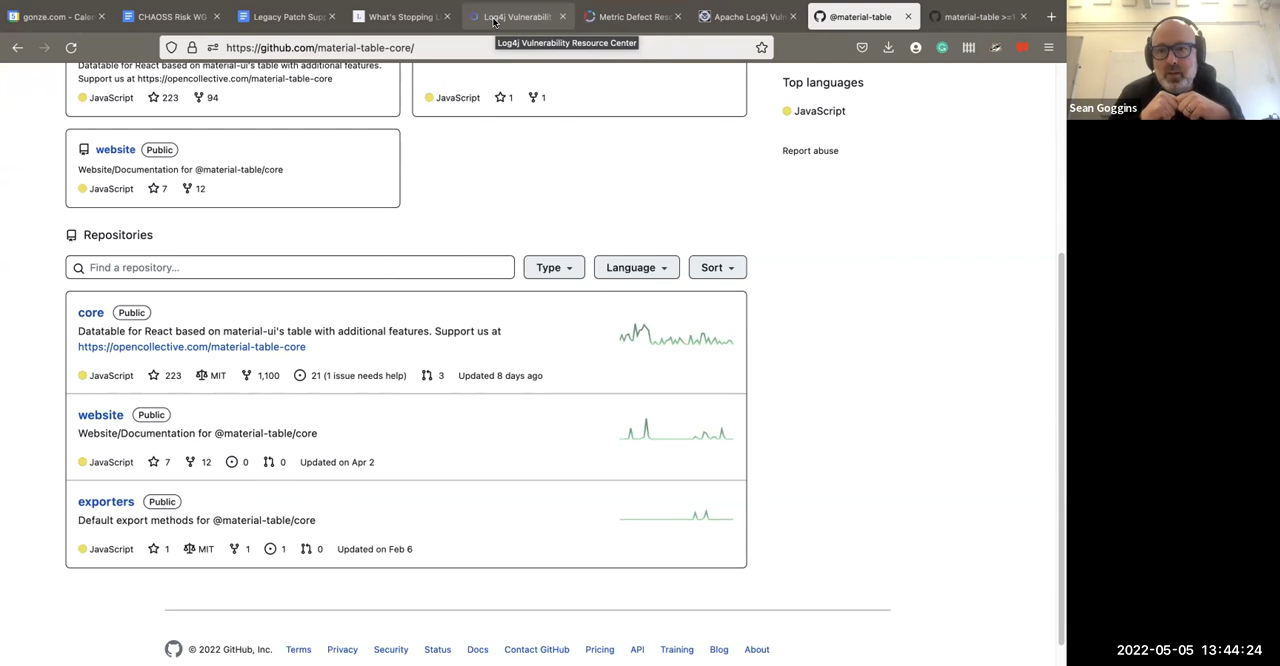 gonze.com - Caler
CHAOSS Risk WG
Legacy Patch Supp
What's Stopping L
Log4j Vulnerabilit
Metric Defect Reso
Apache Log4j Vuln
@material-table
material-table >=1
https://github.com/material-table-core/
Log4j Vulnerability Resource Center
Datatable for React based on material-ui's table with additional features.
Support us at https://opencollective.com/material-table-core
JavaScript 223 94
JavaScript 1 1
Top languages
JavaScript
Report abuse
website Public
Website/Documentation for @material-table/core
JavaScript 7 12
Repositories
Find a repository...
Type
Language
Sort
core Public
Datatable for React based on material-ui's table with additional features. Support us at
https://opencollective.com/material-table-core
JavaScript 223 MIT 1,100 21 (1 issue needs help) 3 Updated 8 days ago
website Public
Website/Documentation for @material-table/core
JavaScript 7 12 0 0 Updated on Apr 2
exporters Public
Default export methods for @material-table/core
JavaScript 1 MIT 1 1 0 Updated on Feb 6
© 2022 GitHub, Inc. Terms Privacy Security Status Docs Contact GitHub Pricing API Training Blog About
Sean Goggins
2022-05-05 13:44:24